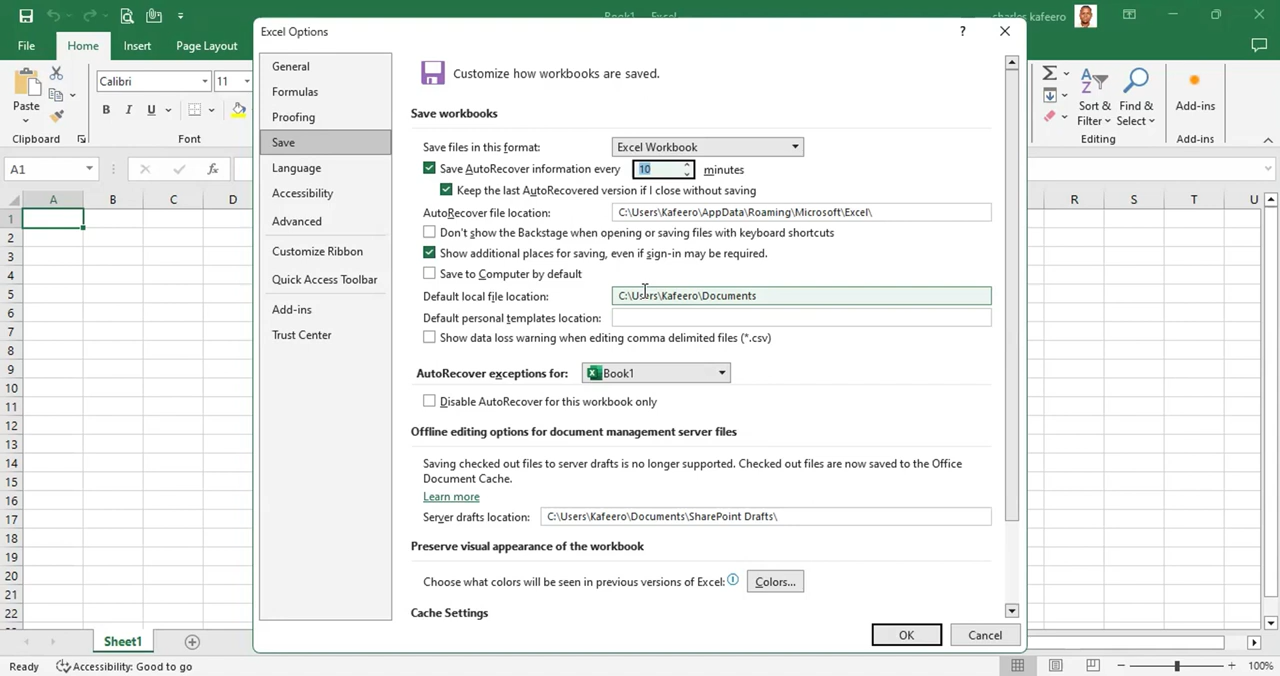 Book1 - Excel
charles kafeero
Excel Options
?
File
Home
Insert
Page Layout
Calibri
11
Paste
B I U
Clipboard
Font
Sort &
Filter
Find &
Select
Editing
Add-ins
Add-ins
A1
fx
A B C D R S T U
1
2
3
4
5
6
7
8
9
10
11
12
13
14
15
16
17
18
19
20
21
22
General
Formulas
Proofing
Save
Language
Accessibility
Advanced
Customize Ribbon
Quick Access Toolbar
Add-ins
Trust Center
Customize how workbooks are saved.
Save workbooks
Save files in this format: Excel Workbook
Save AutoRecover information every 10 minutes
Keep the last AutoRecovered version if I close without saving
AutoRecover file location: C:\Users\Kafeero\AppData\Roaming\Microsoft\Excel\
Don't show the Backstage when opening or saving files with keyboard shortcuts
Show additional places for saving, even if sign-in may be required.
Save to Computer by default
Default local file location: C:\Users\Kafeero\Documents
Default personal templates location:
Show data loss warning when editing comma delimited files (*.csv)
AutoRecover exceptions for: Book1
Disable AutoRecover for this workbook only
Offline editing options for document management server files
Saving checked out files to server drafts is no longer supported. Checked out files are now saved to the Office
Document Cache.
Learn more
Server drafts location: C:\Users\Kafeero\Documents\SharePoint Drafts\
Preserve visual appearance of the workbook
Choose what colors will be seen in previous versions of Excel: Colors...
Cache Settings
OK Cancel
Sheet1
Ready
Accessibility: Good to go
100%